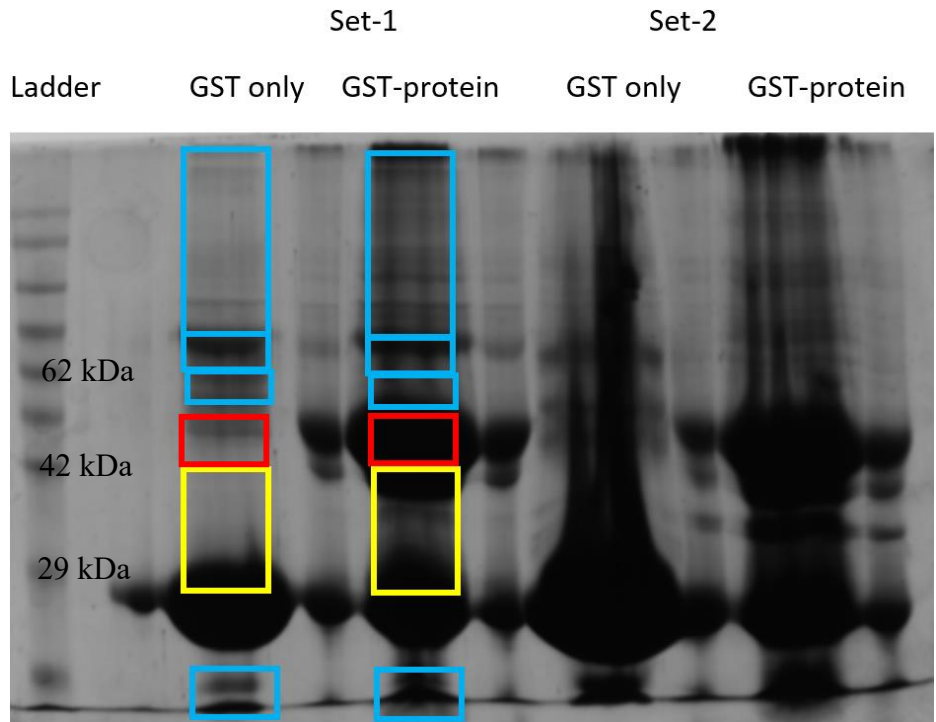 Set-1 Set-2
Ladder GST only GST-protein GST only GST-protein
62 kDa
42 kDa
29 kDa